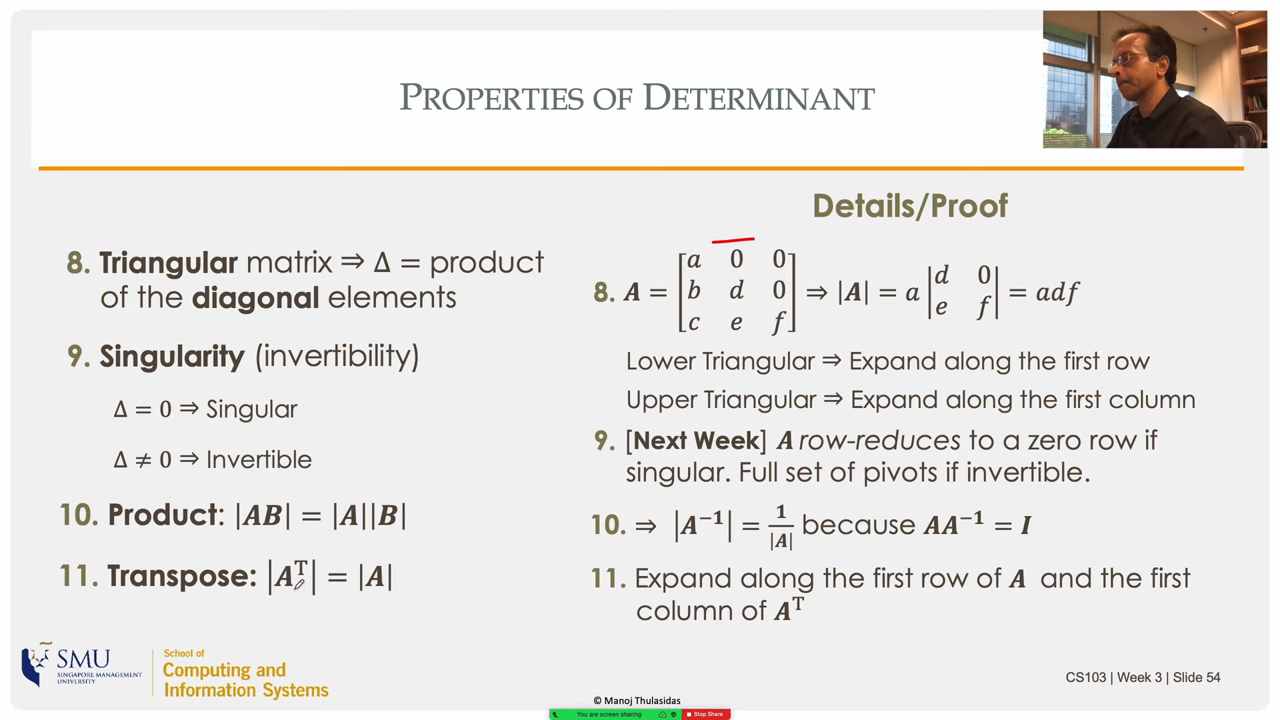 PROPERTIES OF DETERMINANT
Details/Proof
8. Triangular matrix ⇒ Δ = product
of the diagonal elements
9. Singularity (invertibility)
Δ = 0 ⇒ Singular
Δ ≠ 0 ⇒ Invertible
10. Product: |AB| = |A||B|
11. Transpose: |Aᵀ| = |A|
8. A = [a 0 0; b d 0; c e f] ⇒ |A| = a |d 0; e f| = adf
Lower Triangular ⇒ Expand along the first row
Upper Triangular ⇒ Expand along the first column
9. [Next Week] A row-reduces to a zero row if
singular. Full set of pivots if invertible.
10. ⇒ |A⁻¹| = 1/|A| because AA⁻¹ = I
11. Expand along the first row of A and the first
column of Aᵀ
SMU
SINGAPORE MANAGEMENT
UNIVERSITY
School of
Computing and
Information Systems
CS103 | Week 3 | Slide 54
© Manoj Thulasidas
You are screen sharing
Stop Share